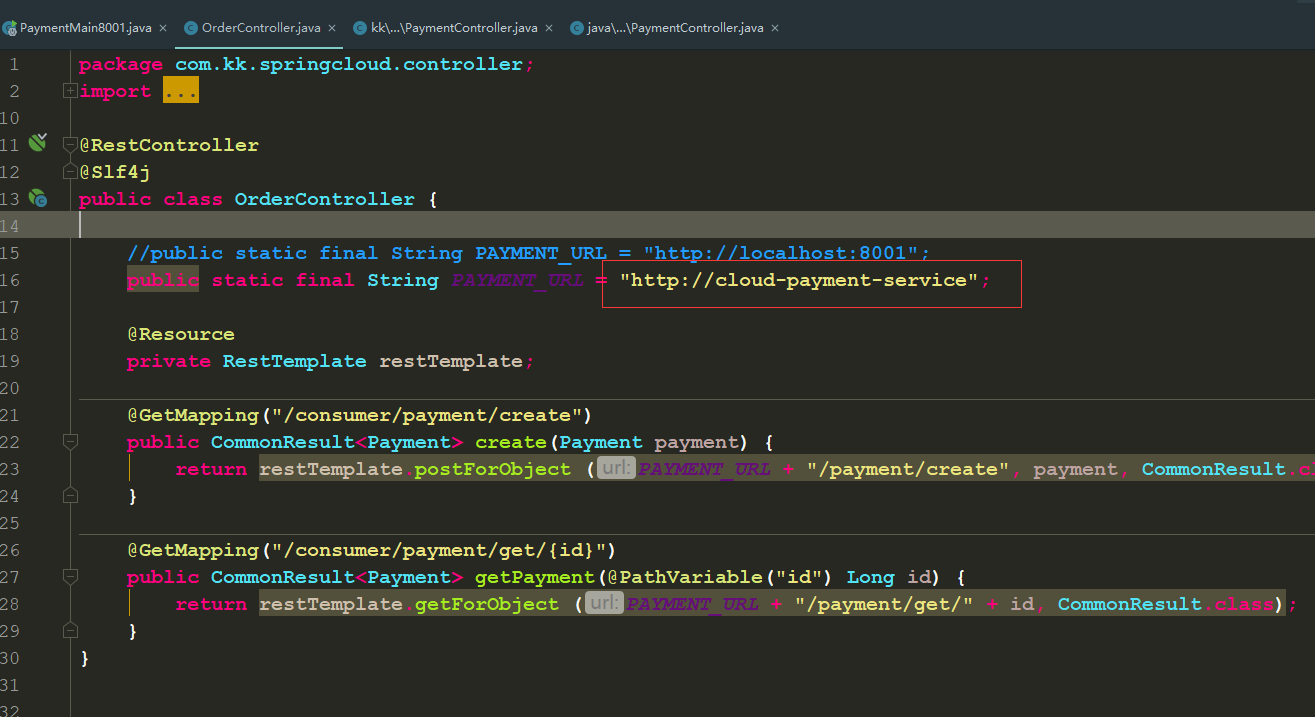 PaymentMain8001.java × OrderController.java × kk\...\PaymentController.java × java\...\PaymentController.java ×
1 package com.kk.springcloud.controller;
2 import ...
10
11 @RestController
12 @Slf4j
13 public class OrderController {
14
15 //public static final String PAYMENT_URL = "http://localhost:8001";
16 public static final String PAYMENT_URL = "http://cloud-payment-service";
17
18 @Resource
19 private RestTemplate restTemplate;
20
21 @GetMapping("/consumer/payment/create")
22 public CommonResult<Payment> create(Payment payment) {
23 return restTemplate.postForObject (url: PAYMENT_URL + "/payment/create", payment, CommonResult.cl
24 }
25
26 @GetMapping("/consumer/payment/get/{id}")
27 public CommonResult<Payment> getPayment(@PathVariable("id") Long id) {
28 return restTemplate.getForObject (url: PAYMENT_URL + "/payment/get/" + id, CommonResult.class);
29 }
30 }
31
32